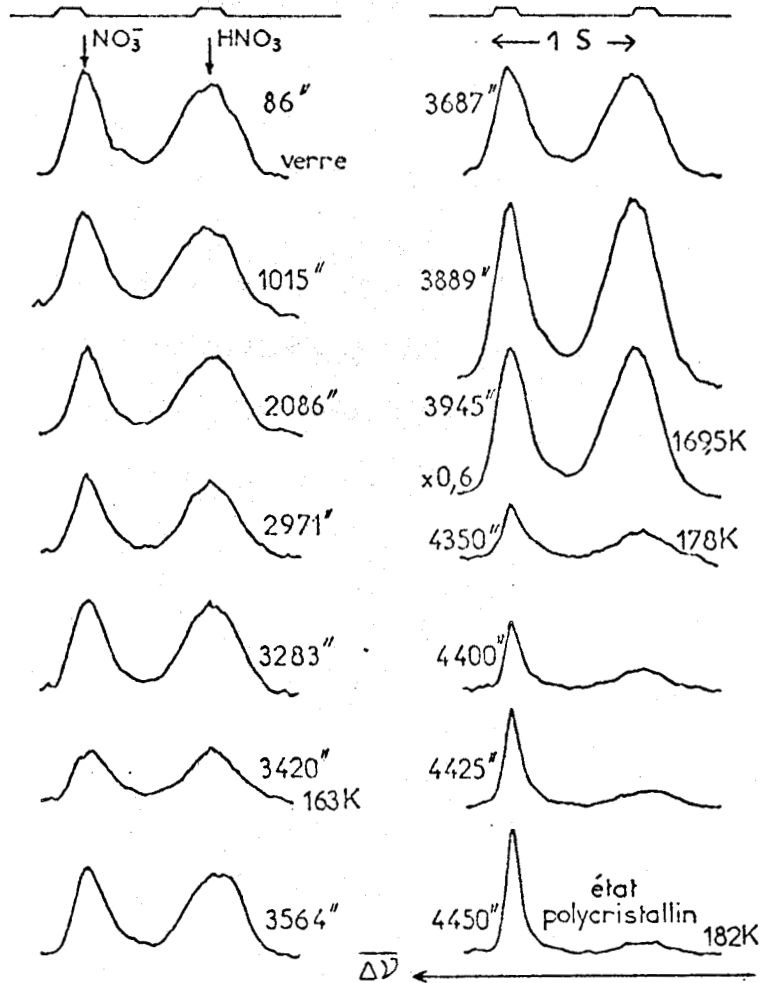 NO₃⁻
HNO₃
86"
verre
1015"
2086"
2971"
3283"
3420"
163K
3564"
1 S
3687"
3889"
3945"
169,5K
x0,6
4350"
178K
4400"
4425"
4450"
état
polycristallin
182K
Δν̅